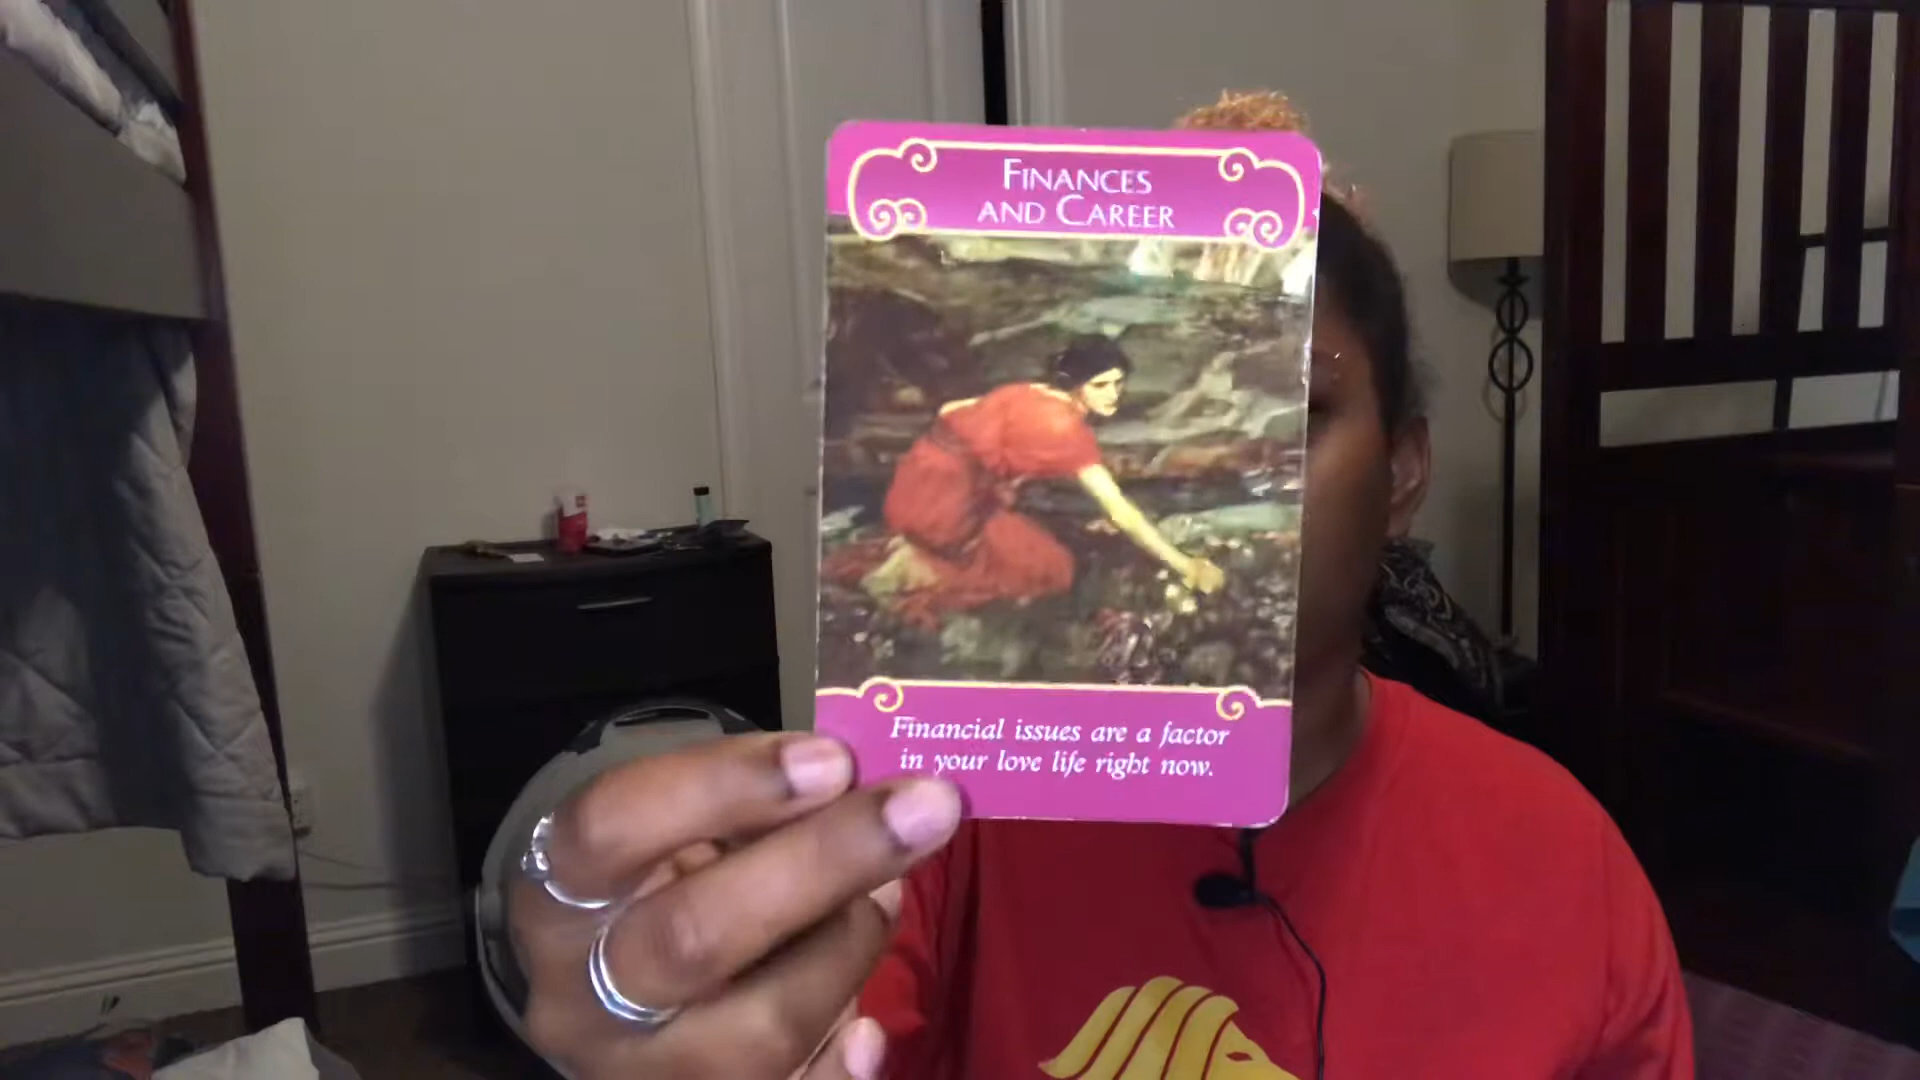 FINANCES
AND CAREER
Financial issues are a factor
in your love life right now.